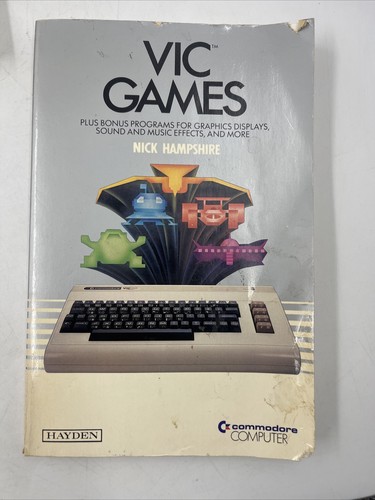 VIC™
GAMES
PLUS BONUS PROGRAMS FOR GRAPHICS DISPLAYS,
SOUND AND MUSIC EFFECTS, AND MORE
NICK HAMPSHIRE
HAYDEN
commodore
COMPUTER